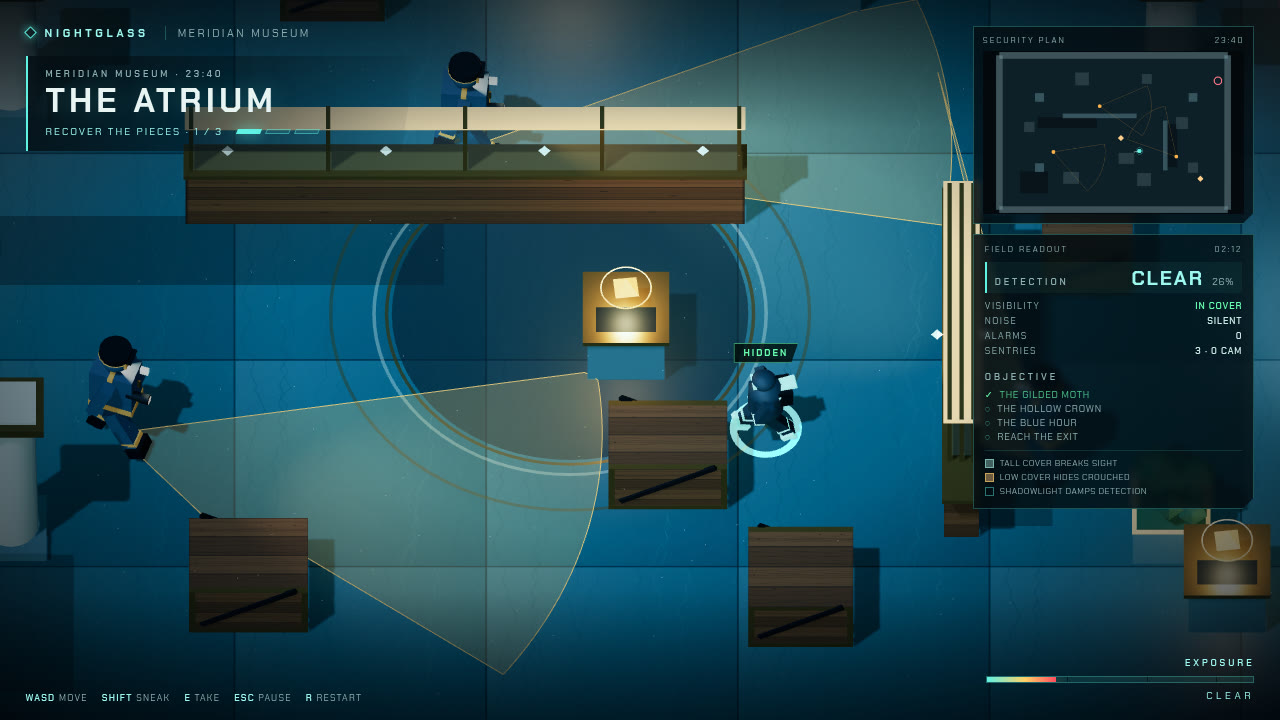 NIGHTGLASS MERIDIAN MUSEUM
MERIDIAN MUSEUM · 23:40
THE ATRIUM
RECOVER THE PIECES · 1 / 3
SECURITY PLAN 23:40
FIELD READOUT 02:12
DETECTION CLEAR 26%
VISIBILITY IN COVER
NOISE SILENT
ALARMS 0
SENTRIES 3 · 0 CAM
OBJECTIVE
✓ THE GILDED MOTH
○ THE HOLLOW CROWN
○ THE BLUE HOUR
○ REACH THE EXIT
TALL COVER BREAKS SIGHT
LOW COVER HIDES CROUCHED
SHADOWLIGHT DAMPS DETECTION
HIDDEN
WASD MOVE SHIFT SNEAK E TAKE ESC PAUSE R RESTART
EXPOSURE
CLEAR